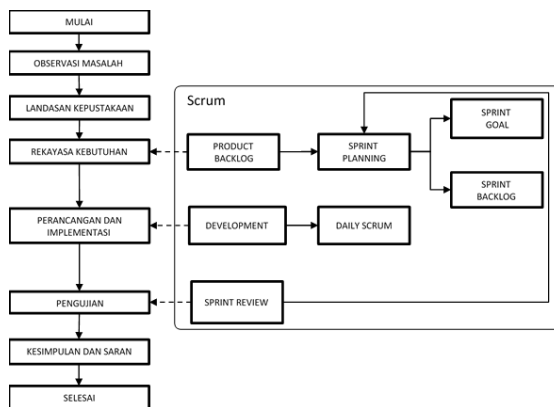 MULAI
OBSERVASI MASALAH
LANDASAN KEPUSTAKAAN
REKAYASA KEBUTUHAN
PERANCANGAN DAN
IMPLEMENTASI
PENGUJIAN
KESIMPULAN DAN SARAN
SELESAI
Scrum
PRODUCT
BACKLOG
SPRINT
PLANNING
SPRINT
GOAL
SPRINT
BACKLOG
DEVELOPMENT
DAILY SCRUM
SPRINT REVIEW